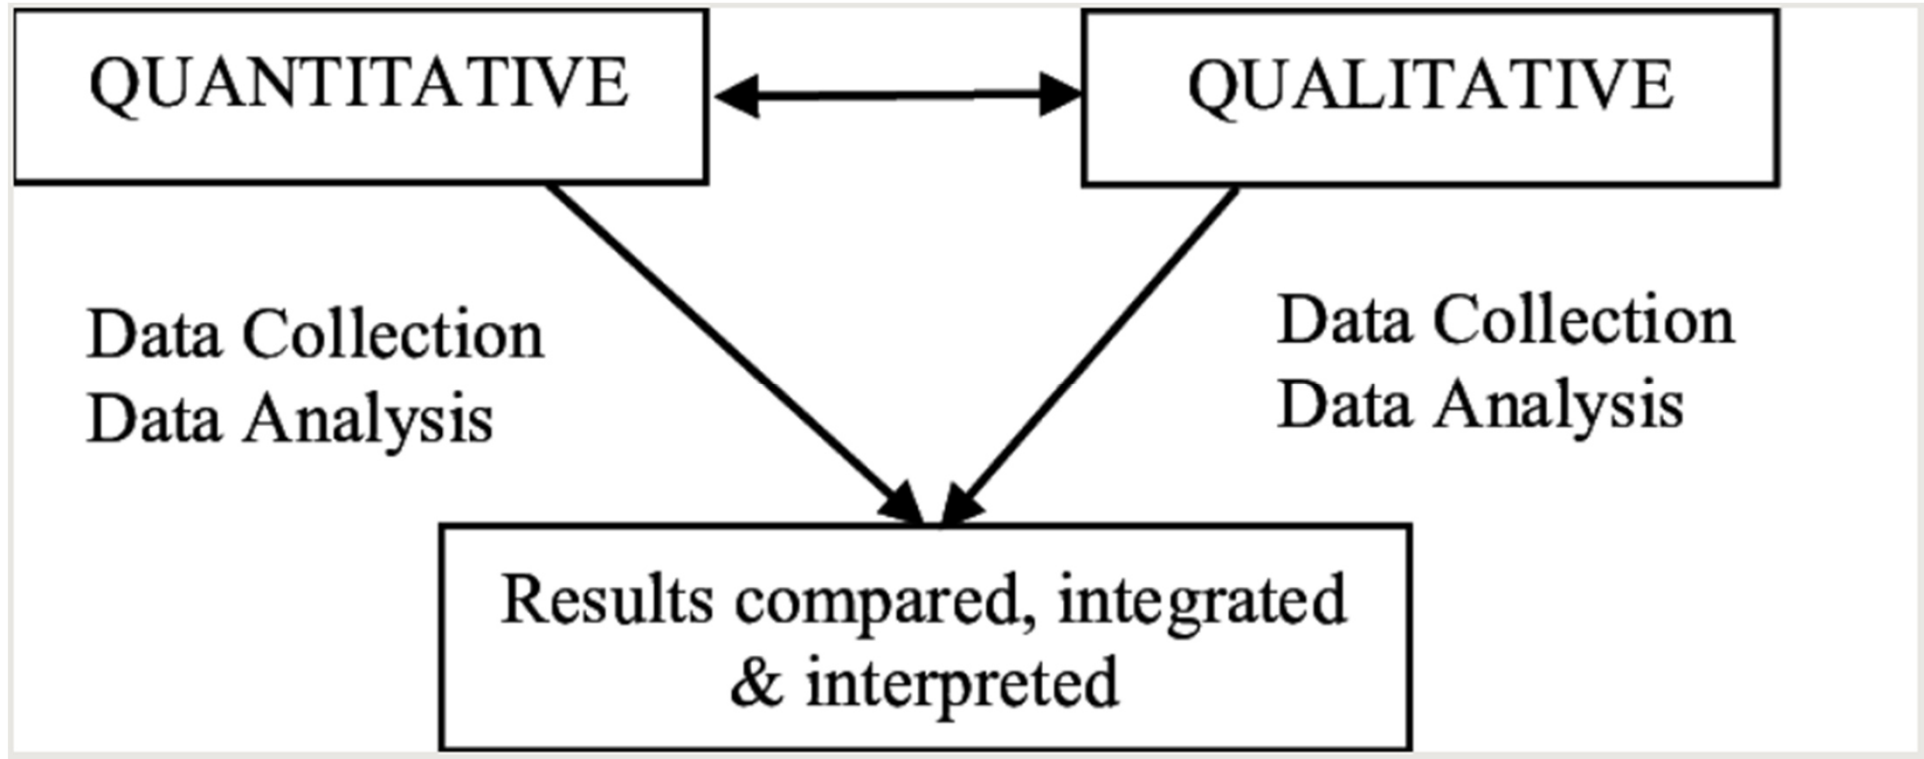 QUANTITATIVE
QUALITATIVE
Data Collection
Data Analysis
Data Collection
Data Analysis
Results compared, integrated
& interpreted